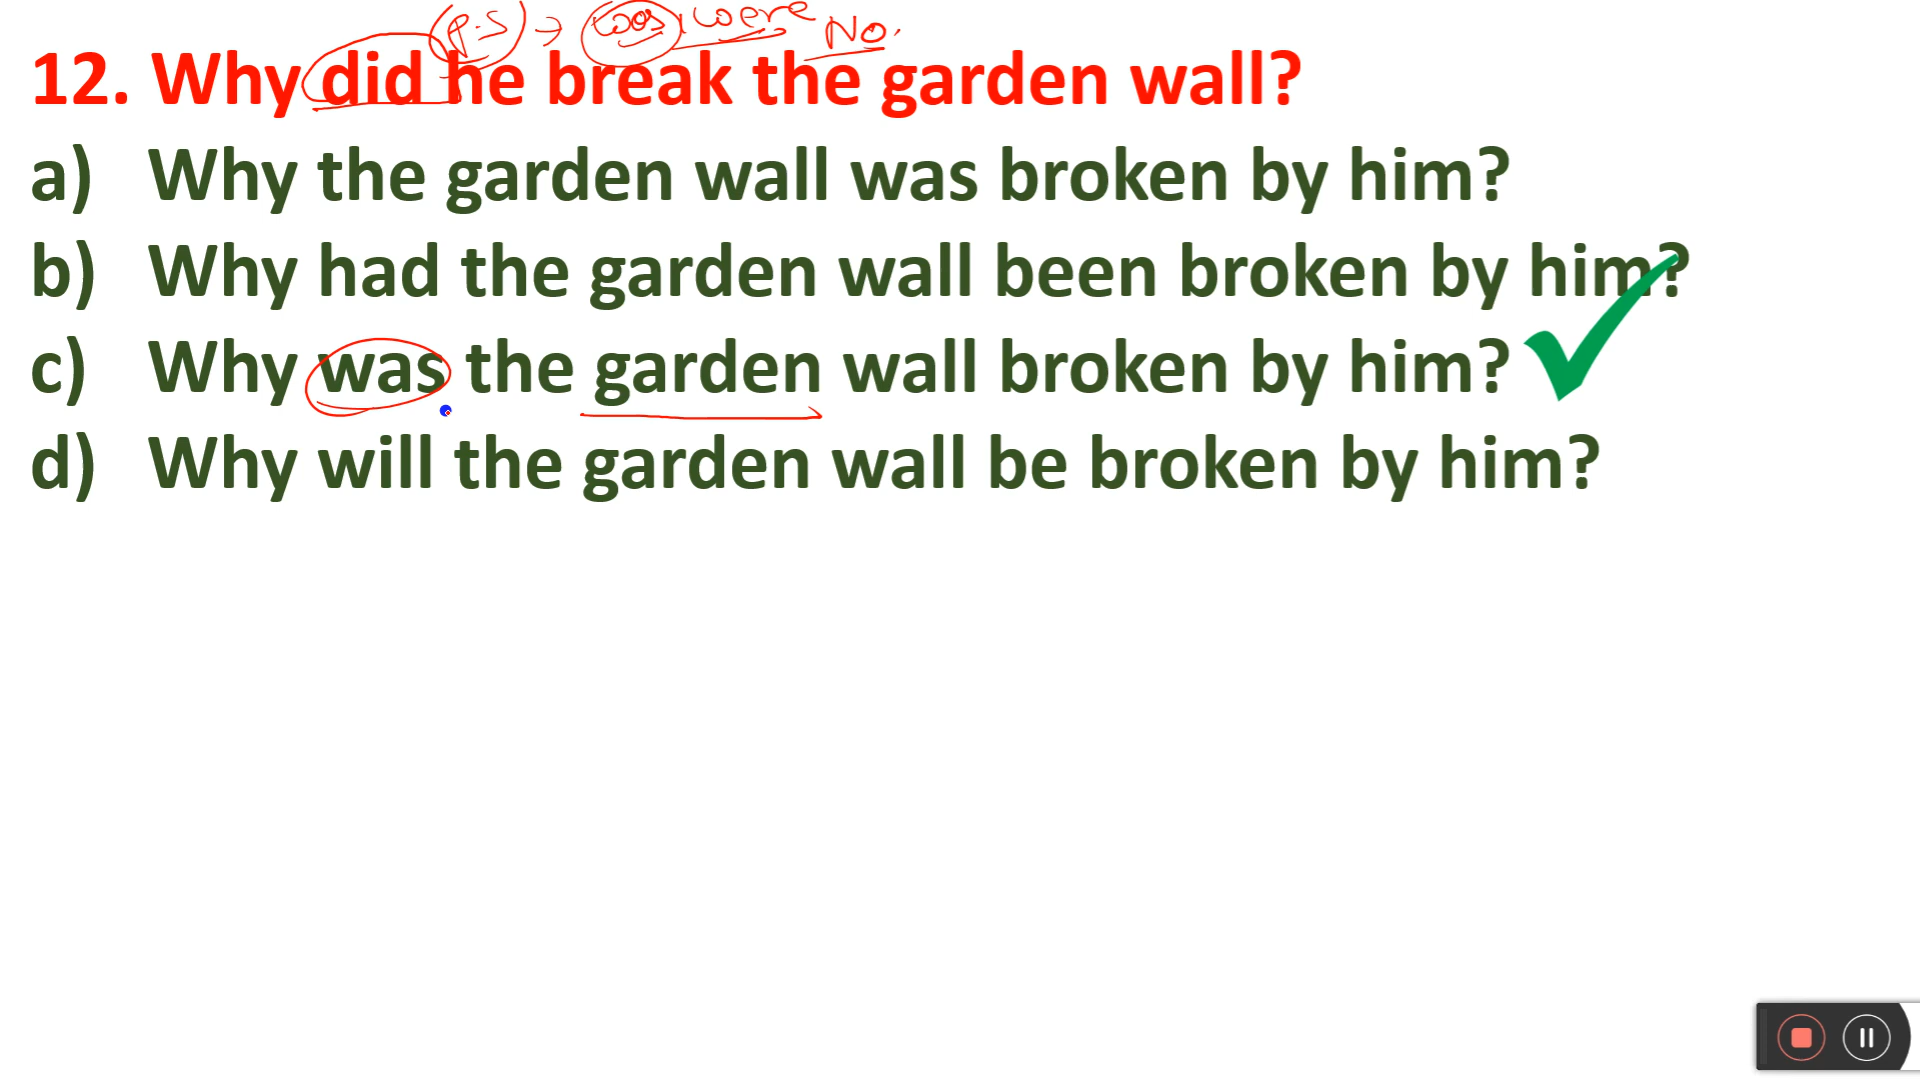 (P.S) → was, were No.
12. Why did he break the garden wall?
a) Why the garden wall was broken by him?
b) Why had the garden wall been broken by him?
c) Why was the garden wall broken by him?
d) Why will the garden wall be broken by him?